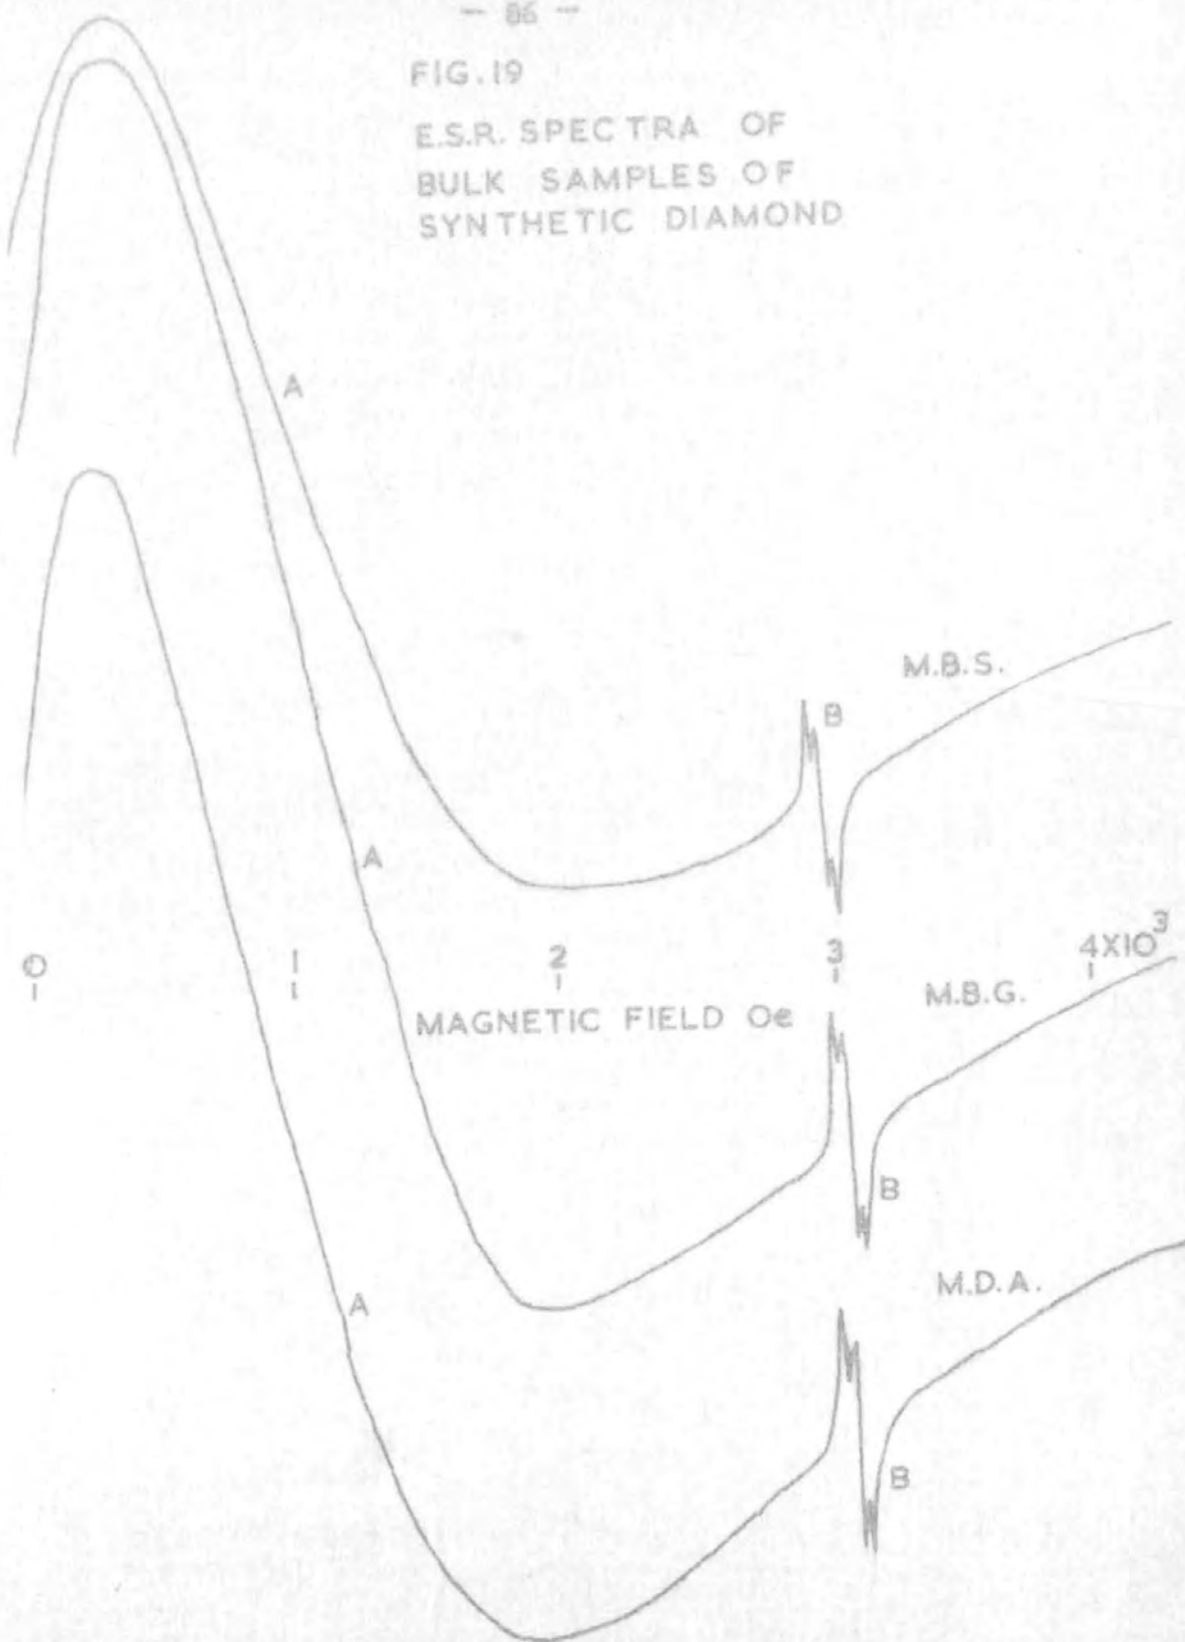 - 86 -
FIG.19
E.S.R. SPECTRA OF
BULK SAMPLES OF
SYNTHETIC DIAMOND
A
M.B.S.
B
A
0 1 2 3 4X10³
MAGNETIC FIELD Oe
M.B.G.
B
M.D.A.
A
B